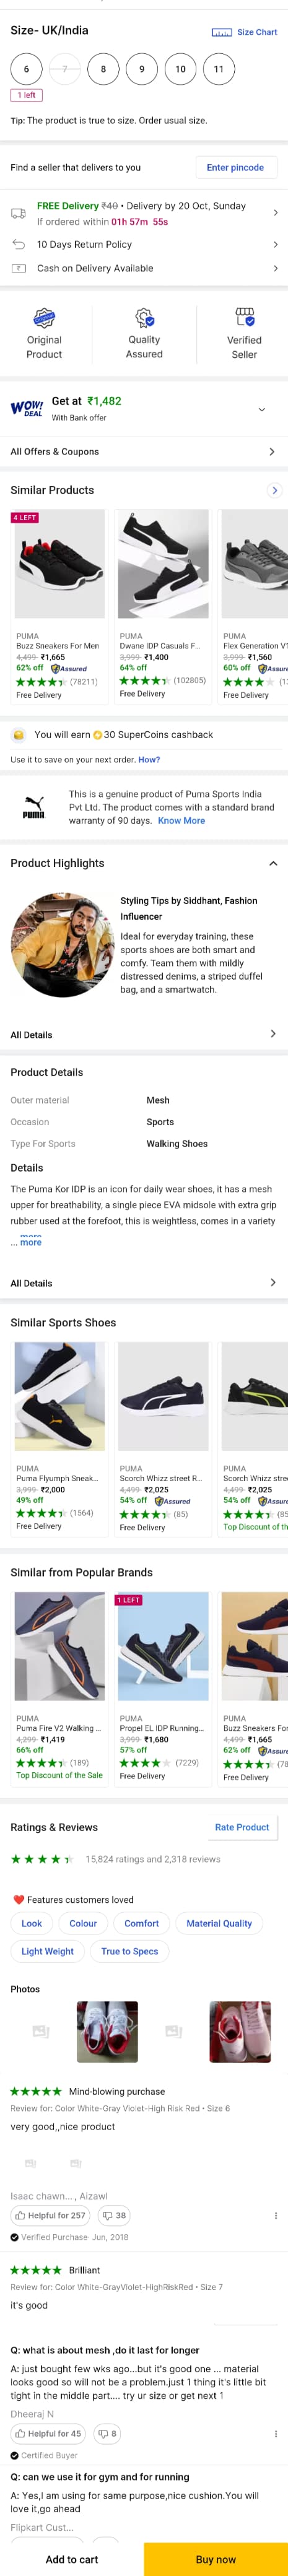 Size- UK/India
Size Chart
6 7 8 9 10 11
1 left
Tip: The product is true to size. Order usual size.
Find a seller that delivers to you
Enter pincode
FREE Delivery ₹40 • Delivery by 20 Oct, Sunday
If ordered within 01h 57m 55s
10 Days Return Policy
Cash on Delivery Available
Original Product
Quality Assured
Verified Seller
WOW! DEAL
Get at ₹1,482
With Bank offer
All Offers & Coupons
Similar Products
4 LEFT
PUMA
Buzz Sneakers For Men
4,499 ₹1,665
62% off Assured
(78211)
Free Delivery
PUMA
Dwane IDP Casuals F...
3,999 ₹1,400
64% off
(102805)
Free Delivery
PUMA
Flex Generation V1
3,999 ₹1,560
60% off Assure
Free Delivery
You will earn 30 SuperCoins cashback
Use it to save on your next order. How?
PUMA
This is a genuine product of Puma Sports India
Pvt Ltd. The product comes with a standard brand
warranty of 90 days. Know More
Product Highlights
Styling Tips by Siddhant, Fashion
Influencer
Ideal for everyday training, these
sports shoes are both smart and
comfy. Team them with mildly
distressed denims, a striped duffel
bag, and a smartwatch.
All Details
Product Details
Outer material Mesh
Occasion Sports
Type For Sports Walking Shoes
Details
The Puma Kor IDP is an icon for daily wear shoes, it has a mesh
upper for breathability, a single piece EVA midsole with extra grip
rubber used at the forefoot, this is weightless, comes in a variety
... more
All Details
Similar Sports Shoes
PUMA
Puma Flyumph Sneak...
3,999 ₹2,000
49% off
(1564)
Free Delivery
PUMA
Scorch Whizz street R...
4,499 ₹2,025
54% off Assured
(85)
Free Delivery
PUMA
Scorch Whizz stre
4,499 ₹2,025
54% off Assure
(85
Top Discount of th
Similar from Popular Brands
1 LEFT
PUMA
Puma Fire V2 Walking ...
4,299 ₹1,419
66% off
(189)
Top Discount of the Sale
PUMA
Propel EL IDP Running...
3,999 ₹1,680
57% off
(7229)
Free Delivery
PUMA
Buzz Sneakers For
4,499 ₹1,665
62% off Assure
(78
Free Delivery
Ratings & Reviews
Rate Product
15,824 ratings and 2,318 reviews
Features customers loved
Look Colour Comfort Material Quality
Light Weight True to Specs
Photos
Mind-blowing purchase
Review for: Color White-Gray Violet-High Risk Red • Size 6
very good,,nice product
Isaac chawn... , Aizawl
Helpful for 257 38
Verified Purchase· Jun, 2018
Brilliant
Review for: Color White-GrayViolet-HighRiskRed • Size 7
it's good
Q: what is about mesh ,do it last for longer
A: just bought few wks ago...but it's good one ... material
looks good so will not be a problem.just 1 thing it's little bit
tight in the middle part.... try ur size or get next 1
Dheeraj N
Helpful for 45 8
Certified Buyer
Q: can we use it for gym and for running
A: Yes,I am using for same purpose,nice cushion.You will
love it,go ahead
Flipkart Cust...
Add to cart
Buy now